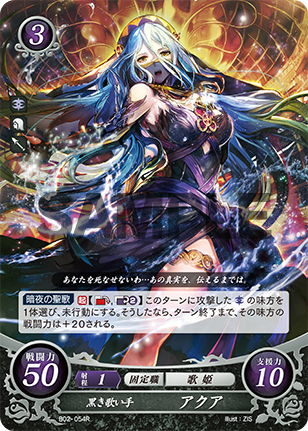 3
SAMPLE
あなたを死なせないわ…あの真実を、伝えるまでは。
暗夜の聖歌 起 このターンに攻撃した の味方を
1体選び、未行動にする。そうしたなら、ターン終了まで、その味方の
戦闘力は+20される。
戦闘力
50
射程 1 固定職 歌姫
支援力
10
黒き歌い手 アクア
B02-054R
Illust:ZIS